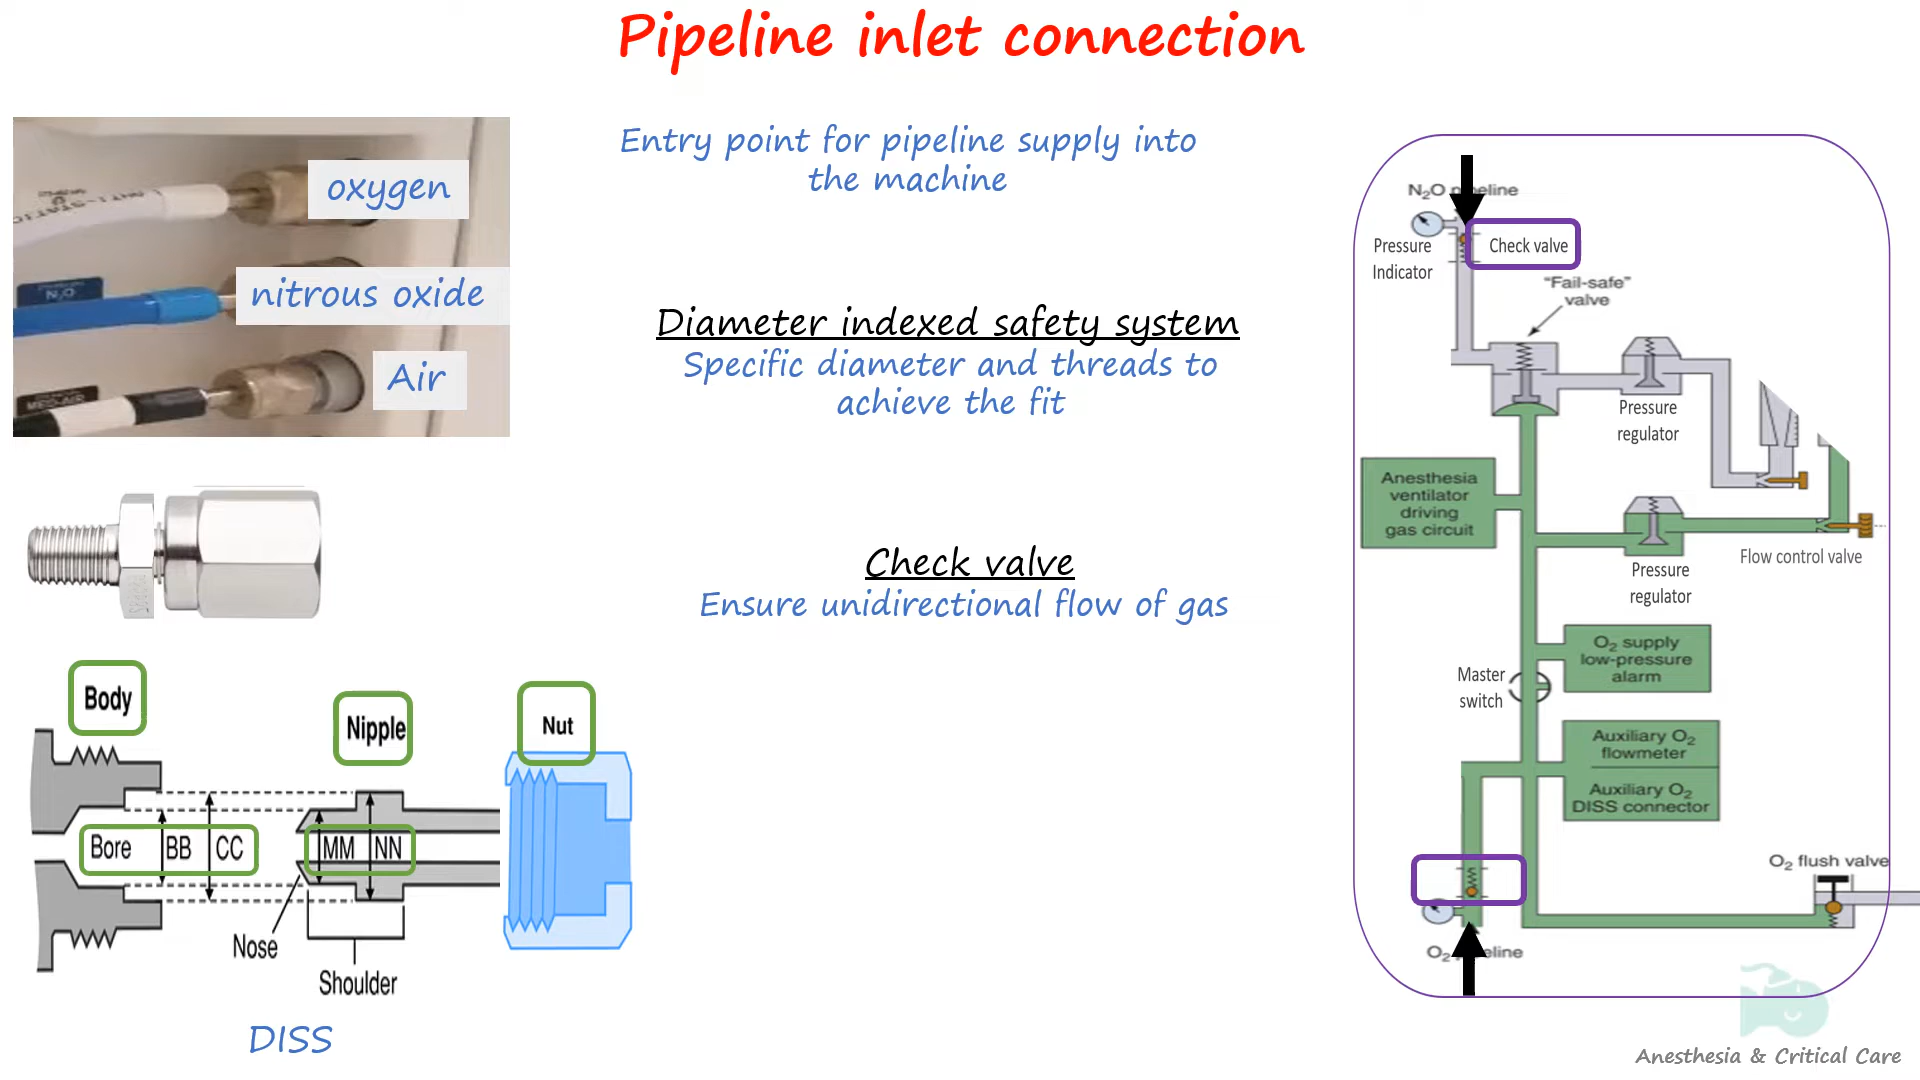 Pipeline inlet connection
oxygen
nitrous oxide
Air
Entry point for pipeline supply into
the machine
Diameter indexed safety system
Specific diameter and threads to
achieve the fit
Check valve
Ensure unidirectional flow of gas
Body
Nipple
Nut
Bore
BB
CC
MM
NN
Nose
Shoulder
DISS
N₂O
Pressure
Indicator
Check valve
"Fail-safe"
valve
Pressure
regulator
Anesthesia
ventilator
driving
gas circuit
Flow control valve
Pressure
regulator
O₂ supply
low-pressure
alarm
Master
switch
Auxiliary O₂
flowmeter
Auxiliary O₂
DISS connector
O₂ flush valve
O₂
Anesthesia & Critical Care